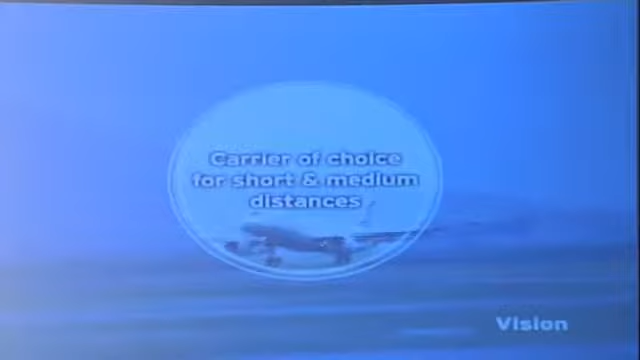 Carrier of choice
for short & medium
distances
Vision